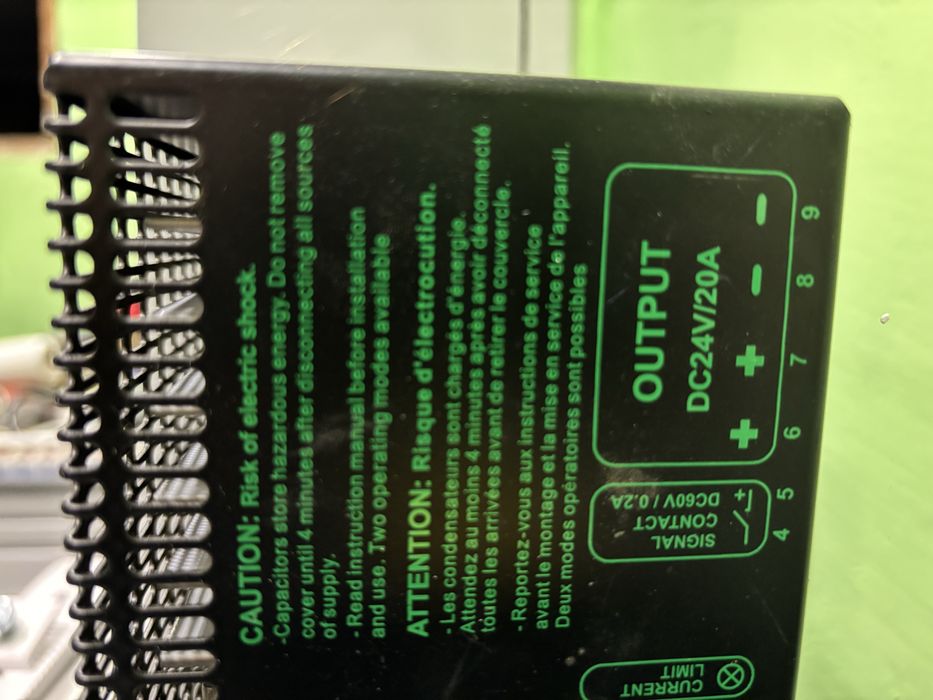 CAUTION: Risk of electric shock.
-Capacitors store hazardous energy. Do not remove
cover until 4 minutes after disconnecting all sources
of supply.
- Read instruction manual before installation
and use. Two operating modes available
ATTENTION: Risque d'électrocution.
- Les condensateurs sont chargés d'énergie.
Attendez au moins 4 minutes après avoir déconnecté
toutes les arrivées avant de retirer le couvercle.
- Reportez-vous aux instructions de service
avant le montage et la mise en service de l'appareil.
Deux modes opératoires sont possibles
OUTPUT
DC24V/20A
+ + - -
6 7 8 9
SIGNAL
CONTACT
DC60V / 0.2A
+
4 5
CURRENT
LIMIT